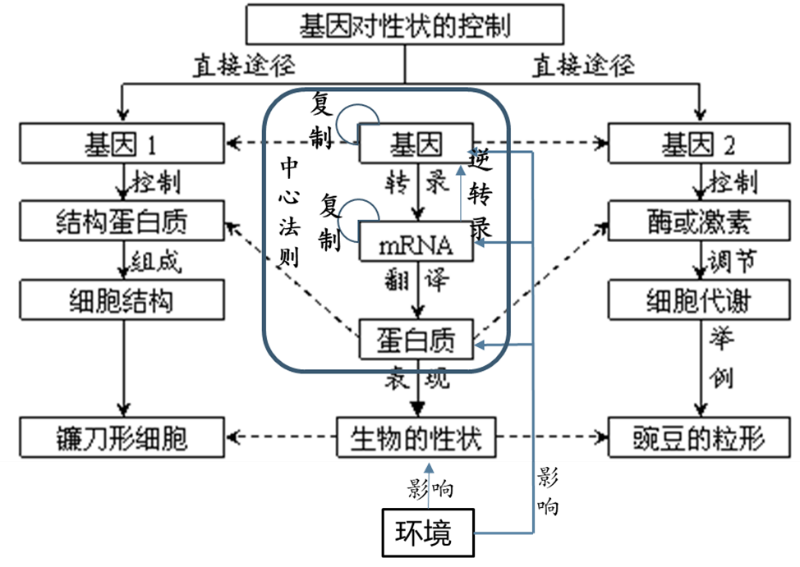 基因对性状的控制
直接途径
直接途径
基因1
复制
基因
基因2
控制
转录
逆转录
控制
中心法则
结构蛋白质
复制
mRNA
酶或激素
组成
翻译
调节
细胞结构
蛋白质
细胞代谢
表现
举例
镰刀形细胞
生物的性状
豌豆的粒形
影响
影响
环境